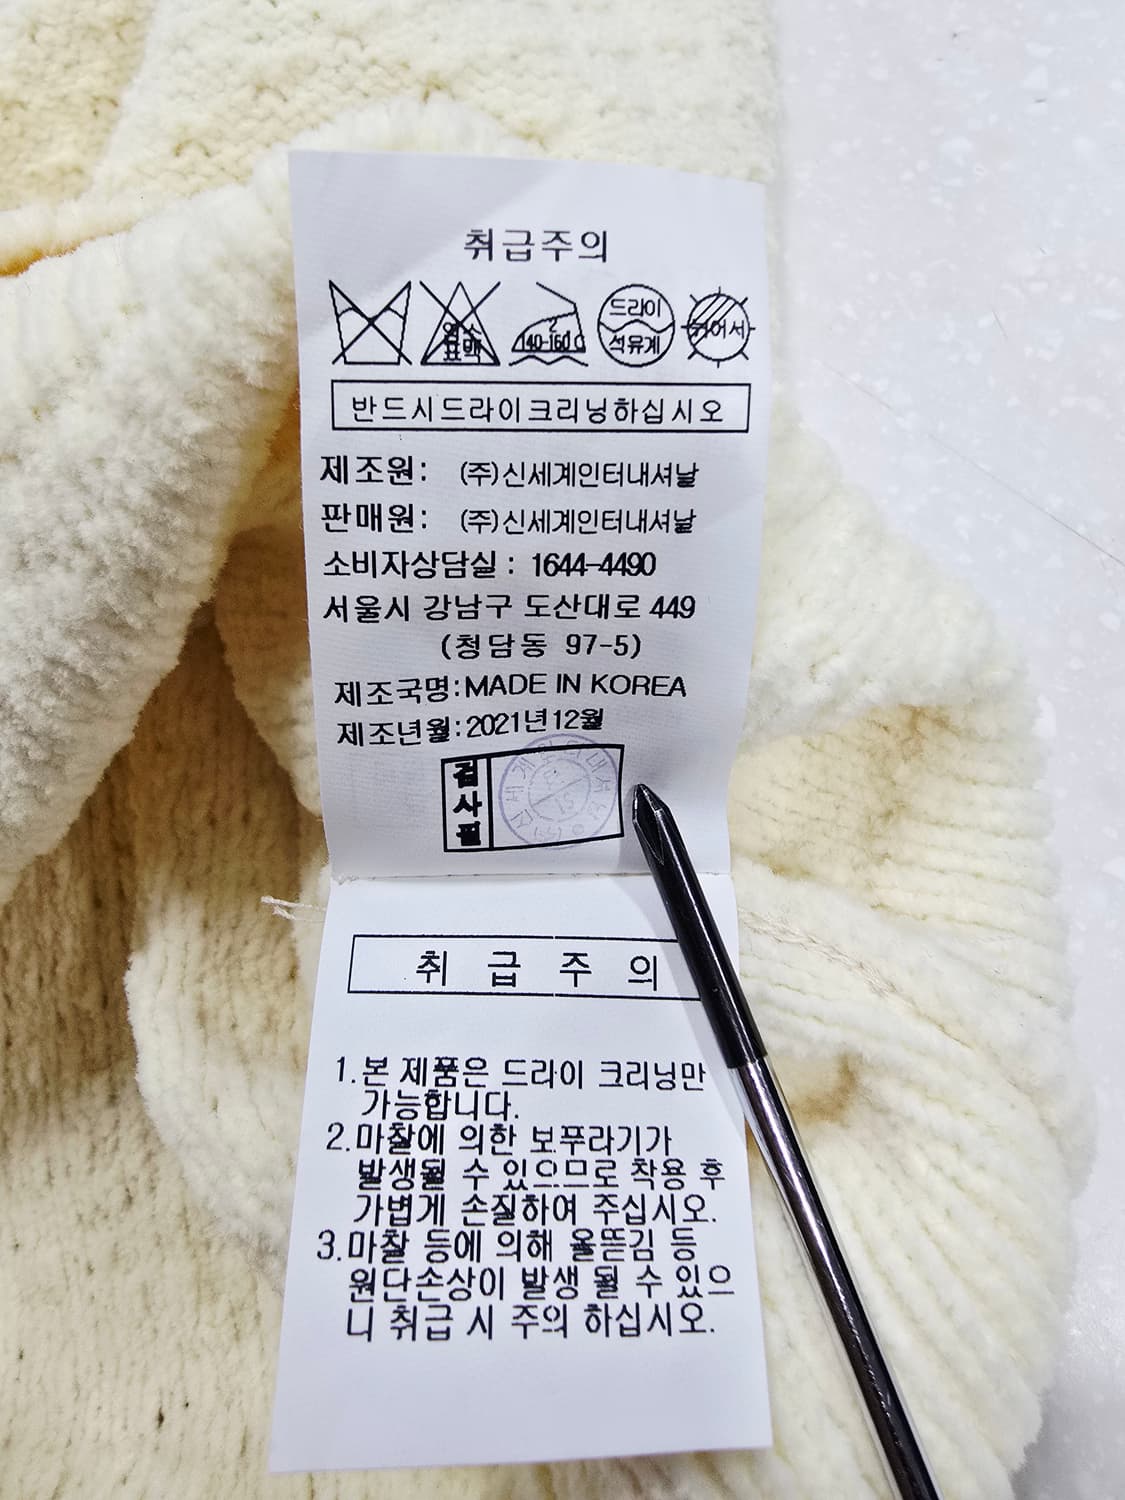 취급주의
염소
표백
2
140-160℃
드라이
석유계
뉘어서
반드시드라이크리닝하십시오
제조원: (주)신세계인터내셔날
판매원: (주)신세계인터내셔날
소비자상담실 : 1644-4490
서울시 강남구 도산대로 449
(청담동 97-5)
제조국명:MADE IN KOREA
제조년월:2021년12월
검사필
취 급 주 의
1.본 제품은 드라이 크리닝만
가능합니다.
2.마찰에 의한 보푸라기가
발생될 수 있으므로 착용 후
가볍게 손질하여 주십시오.
3.마찰 등에 의해 올뜯김 등
원단손상이 발생 될 수 있으
니 취급 시 주의 하십시오.